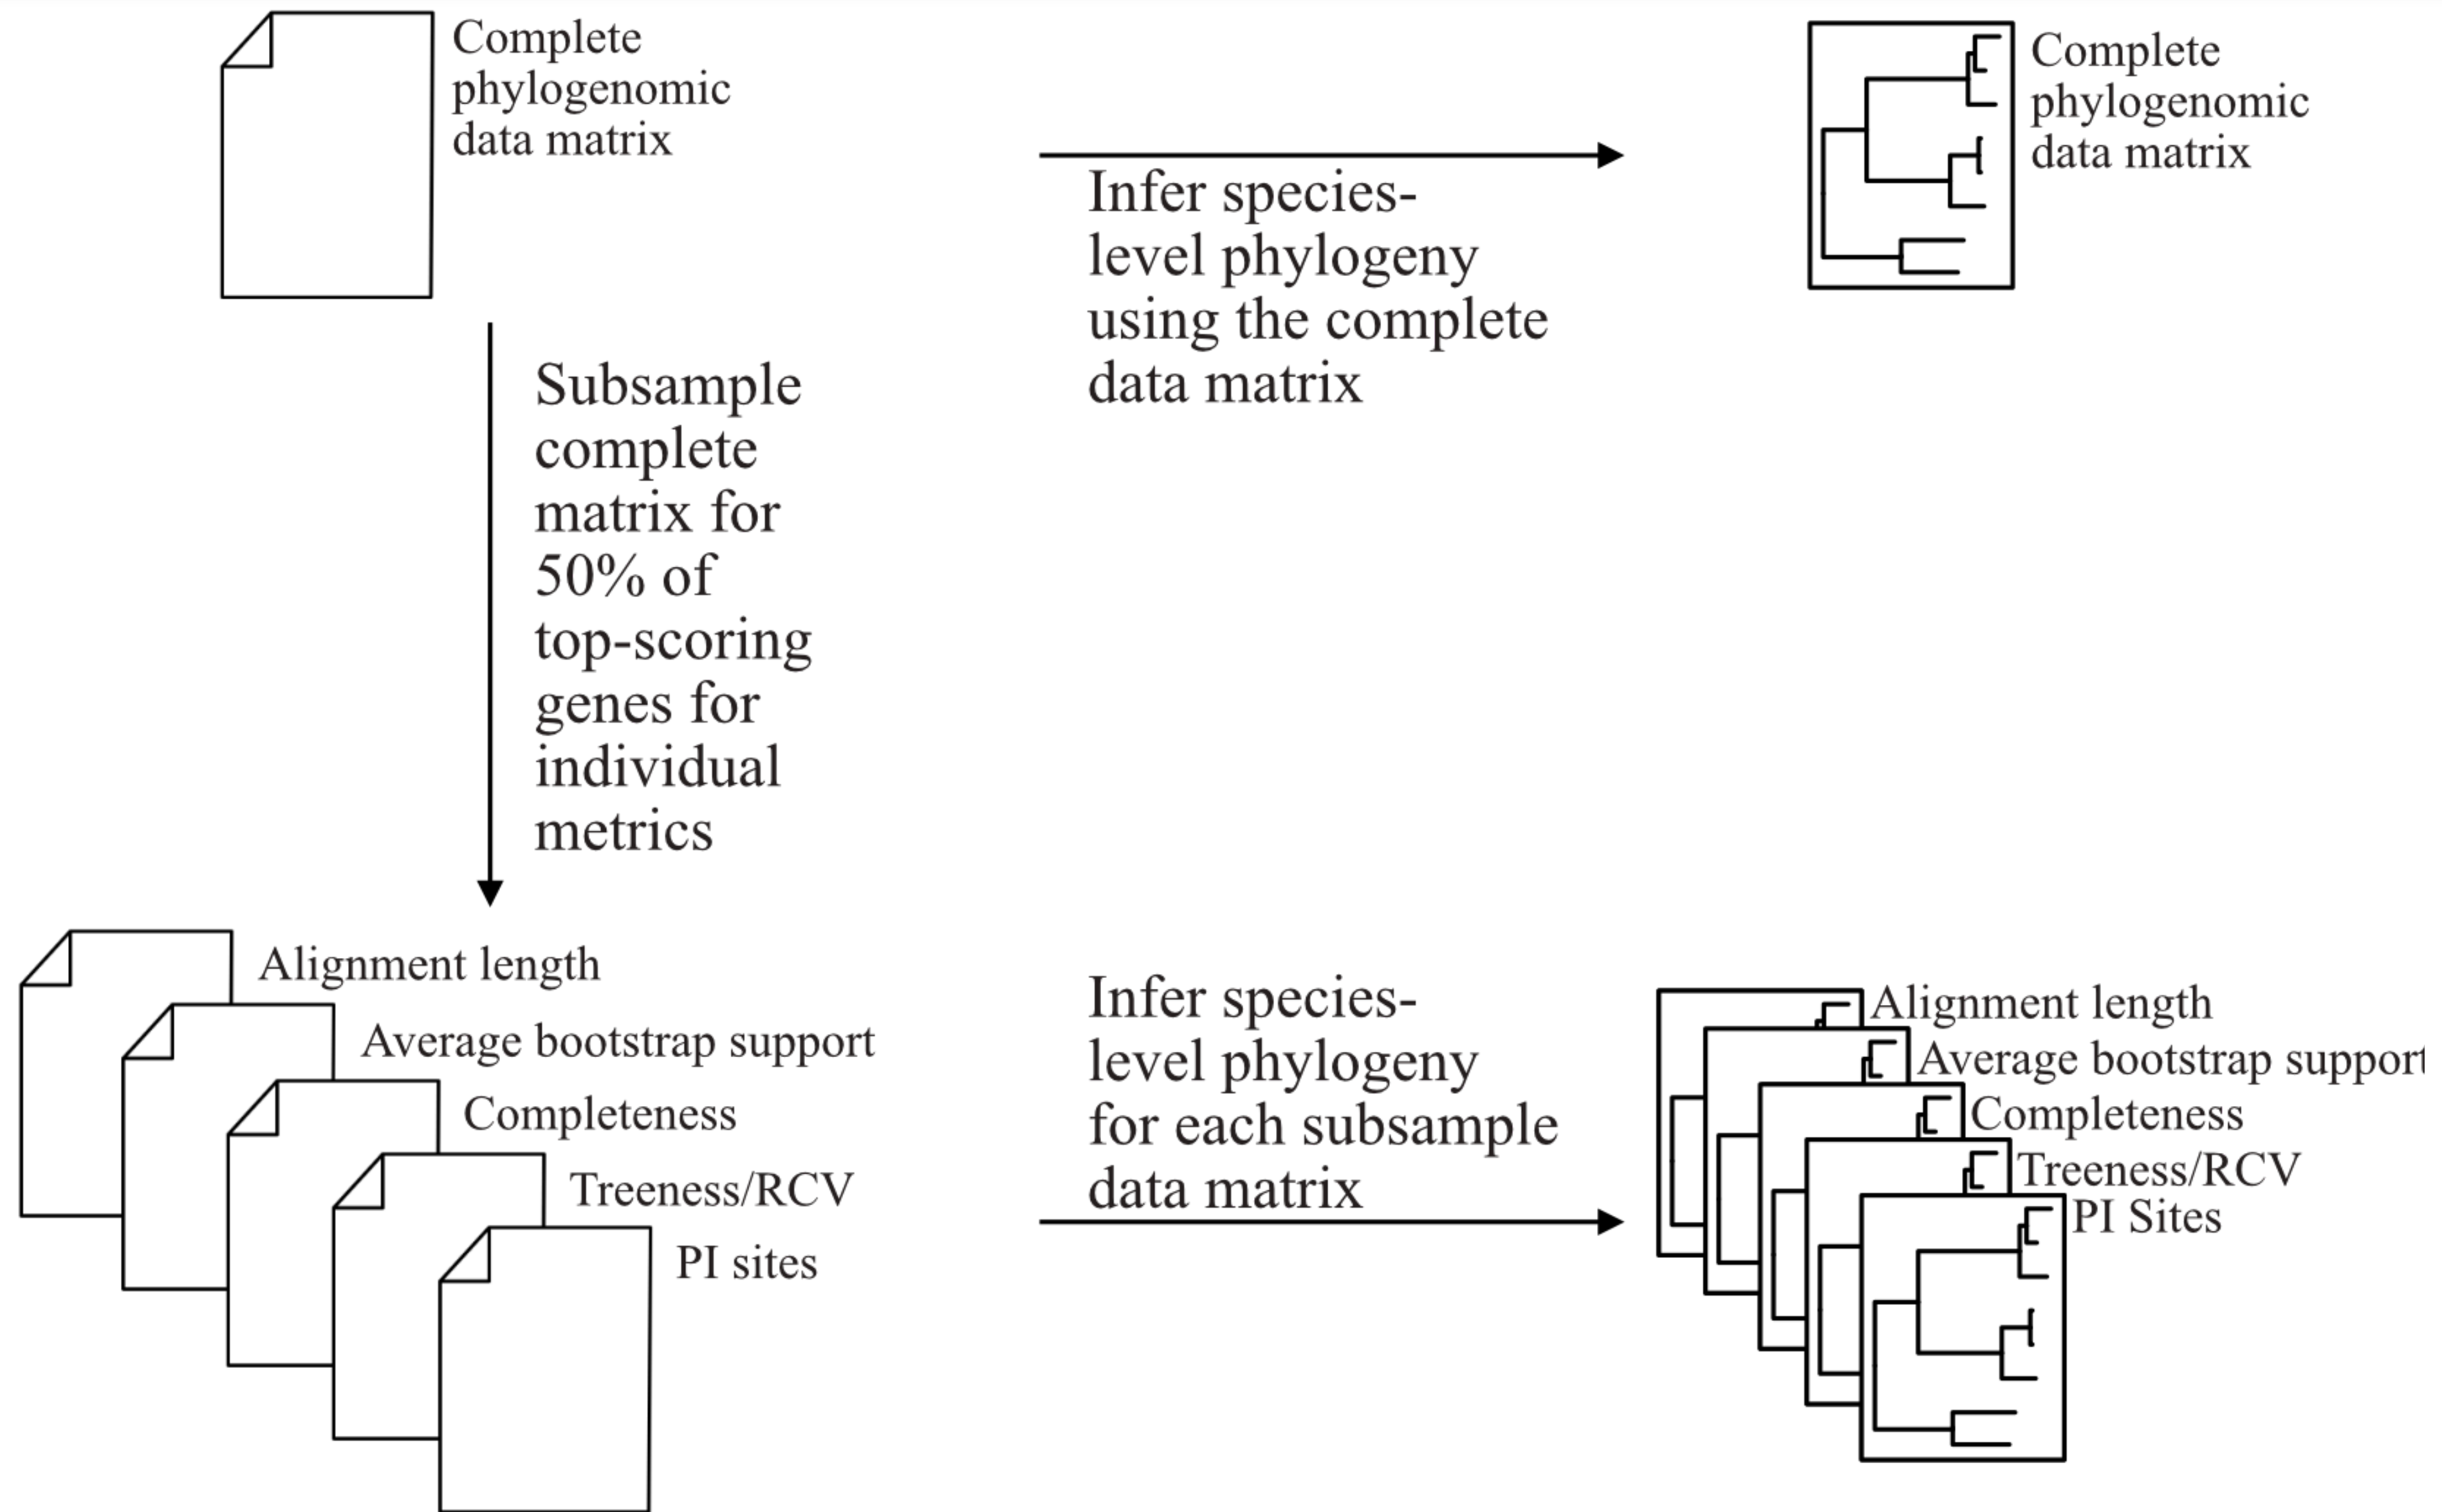 Complete
phylogenomic
data matrix
Infer species-
level phylogeny
using the complete
data matrix
Complete
phylogenomic
data matrix
Subsample
complete
matrix for
50% of
top-scoring
genes for
individual
metrics
Alignment length
Average bootstrap support
Completeness
Treeness/RCV
PI sites
Infer species-
level phylogeny
for each subsample
data matrix
Alignment length
Average bootstrap support
Completeness
Treeness/RCV
PI Sites